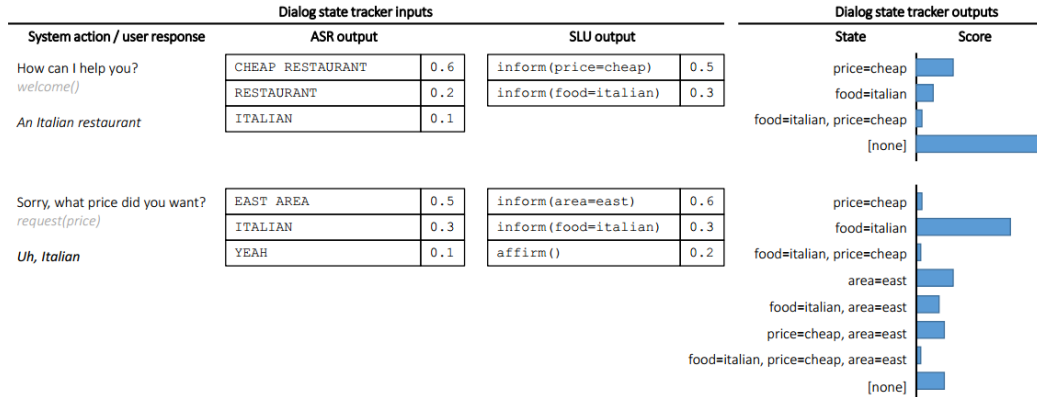 Dialog state tracker inputs Dialog state tracker outputs
System action / user response ASR output SLU output State Score
How can I help you? CHEAP RESTAURANT 0.6 inform(price=cheap) 0.5 price=cheap
welcome() RESTAURANT 0.2 inform(food=italian) 0.3 food=italian
An Italian restaurant ITALIAN 0.1 food=italian, price=cheap
[none]
Sorry, what price did you want? EAST AREA 0.5 inform(area=east) 0.6 price=cheap
request(price) ITALIAN 0.3 inform(food=italian) 0.3 food=italian
Uh, Italian YEAH 0.1 affirm() 0.2 food=italian, price=cheap
area=east
food=italian, area=east
price=cheap, area=east
food=italian, price=cheap, area=east
[none]